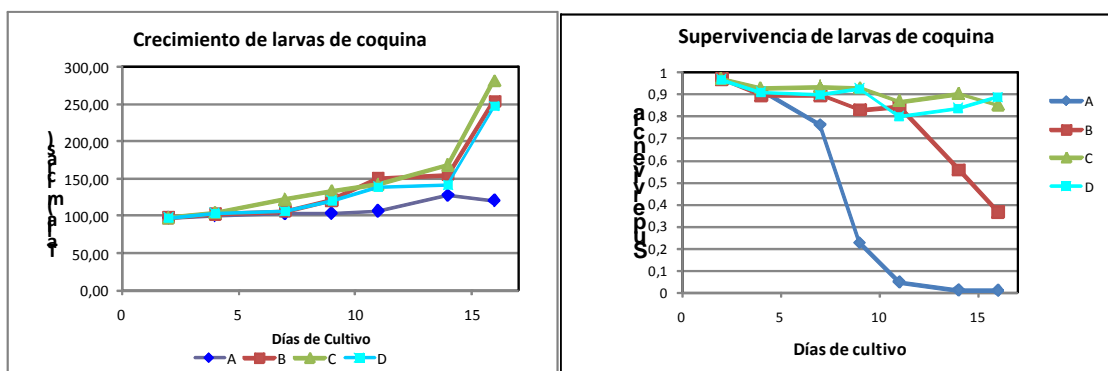 Crecimiento de larvas de coquina
300,00
250,00
200,00
150,00
100,00
50,00
0,00
Talla (micras)
0 5 10 15
Días de Cultivo
A B C D
Supervivencia de larvas de coquina
1
0,9
0,8
0,7
0,6
0,5
0,4
0,3
0,2
0,1
0
Supervivencia
0 5 10 15
Días de cultivo
A
B
C
D